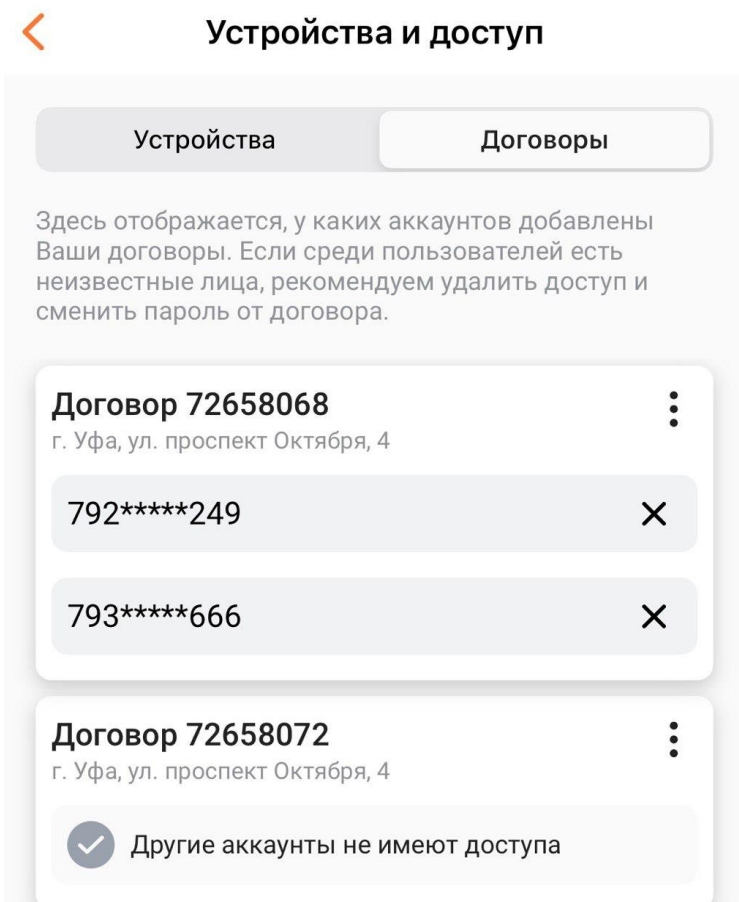 Устройства и доступ
Устройства
Договоры
Здесь отображается, у каких аккаунтов добавлены
Ваши договоры. Если среди пользователей есть
неизвестные лица, рекомендуем удалить доступ и
сменить пароль от договора.
Договор 72658068
г. Уфа, ул. проспект Октября, 4
792*****249
793*****666
Договор 72658072
г. Уфа, ул. проспект Октября, 4
Другие аккаунты не имеют доступа